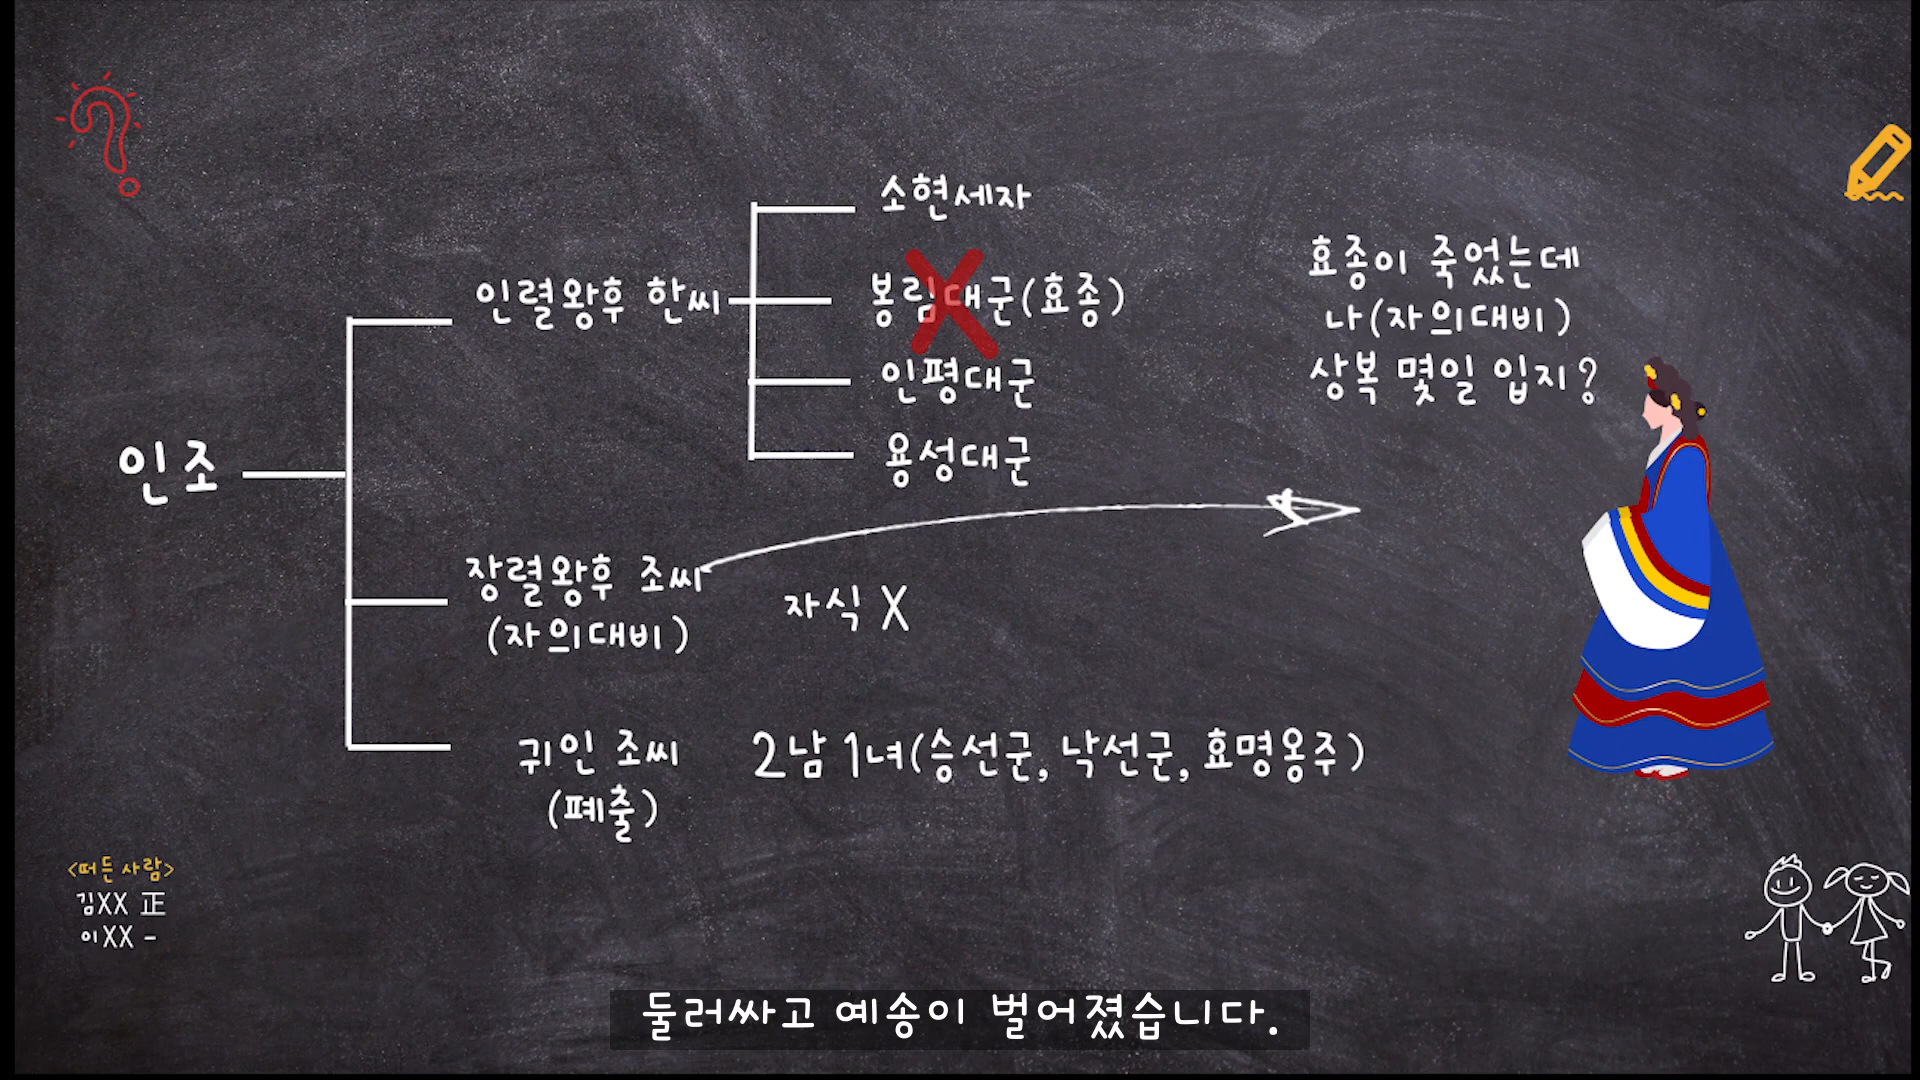 소현세자
인렬왕후 한씨
봉림대군(효종)
인평대군
용성대군
효종이 죽었는데
나(자의대비)
상복 몇일 입지?
인조
장렬왕후 조씨
(자의대비)
자식 X
귀인 조씨
(폐출)
2남 1녀(숭선군, 낙선군, 효명옹주)
<떠든 사람>
김XX 正
이XX -
둘러싸고 예송이 벌어졌습니다.